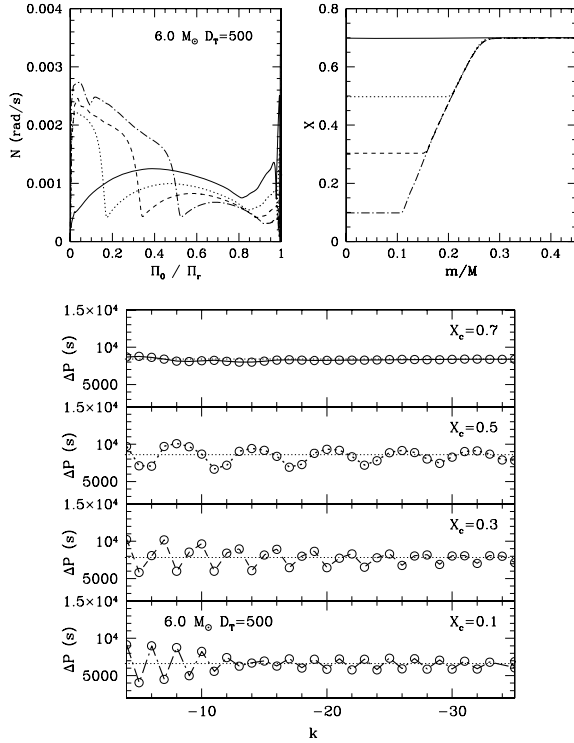 0.004
0.003
0.002
0.001
0
N (rad/s)
6.0 M☉ D_T=500
0 0.2 0.4 0.6 0.8 1
Π_0 / Π_r
0.8
0.6
0.4
0.2
0
X
0 0.1 0.2 0.3 0.4
m/M
1.5×10⁴
10⁴
5000
ΔP (s)
X_c=0.7
1.5×10⁴
10⁴
5000
ΔP (s)
X_c=0.5
1.5×10⁴
10⁴
5000
ΔP (s)
X_c=0.3
1.5×10⁴
10⁴
5000
ΔP (s)
6.0 M☉ D_T=500
X_c=0.1
-10 -20 -30
k